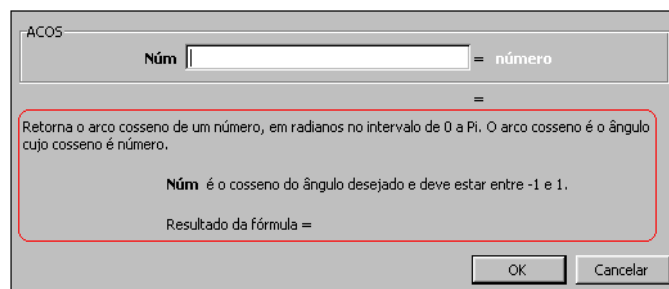 ACOS
Núm = número
=
Retorna o arco cosseno de um número, em radianos no intervalo de 0 a Pi. O arco cosseno é o ângulo
cujo cosseno é número.
Núm é o cosseno do ângulo desejado e deve estar entre -1 e 1.
Resultado da fórmula =
OK Cancelar